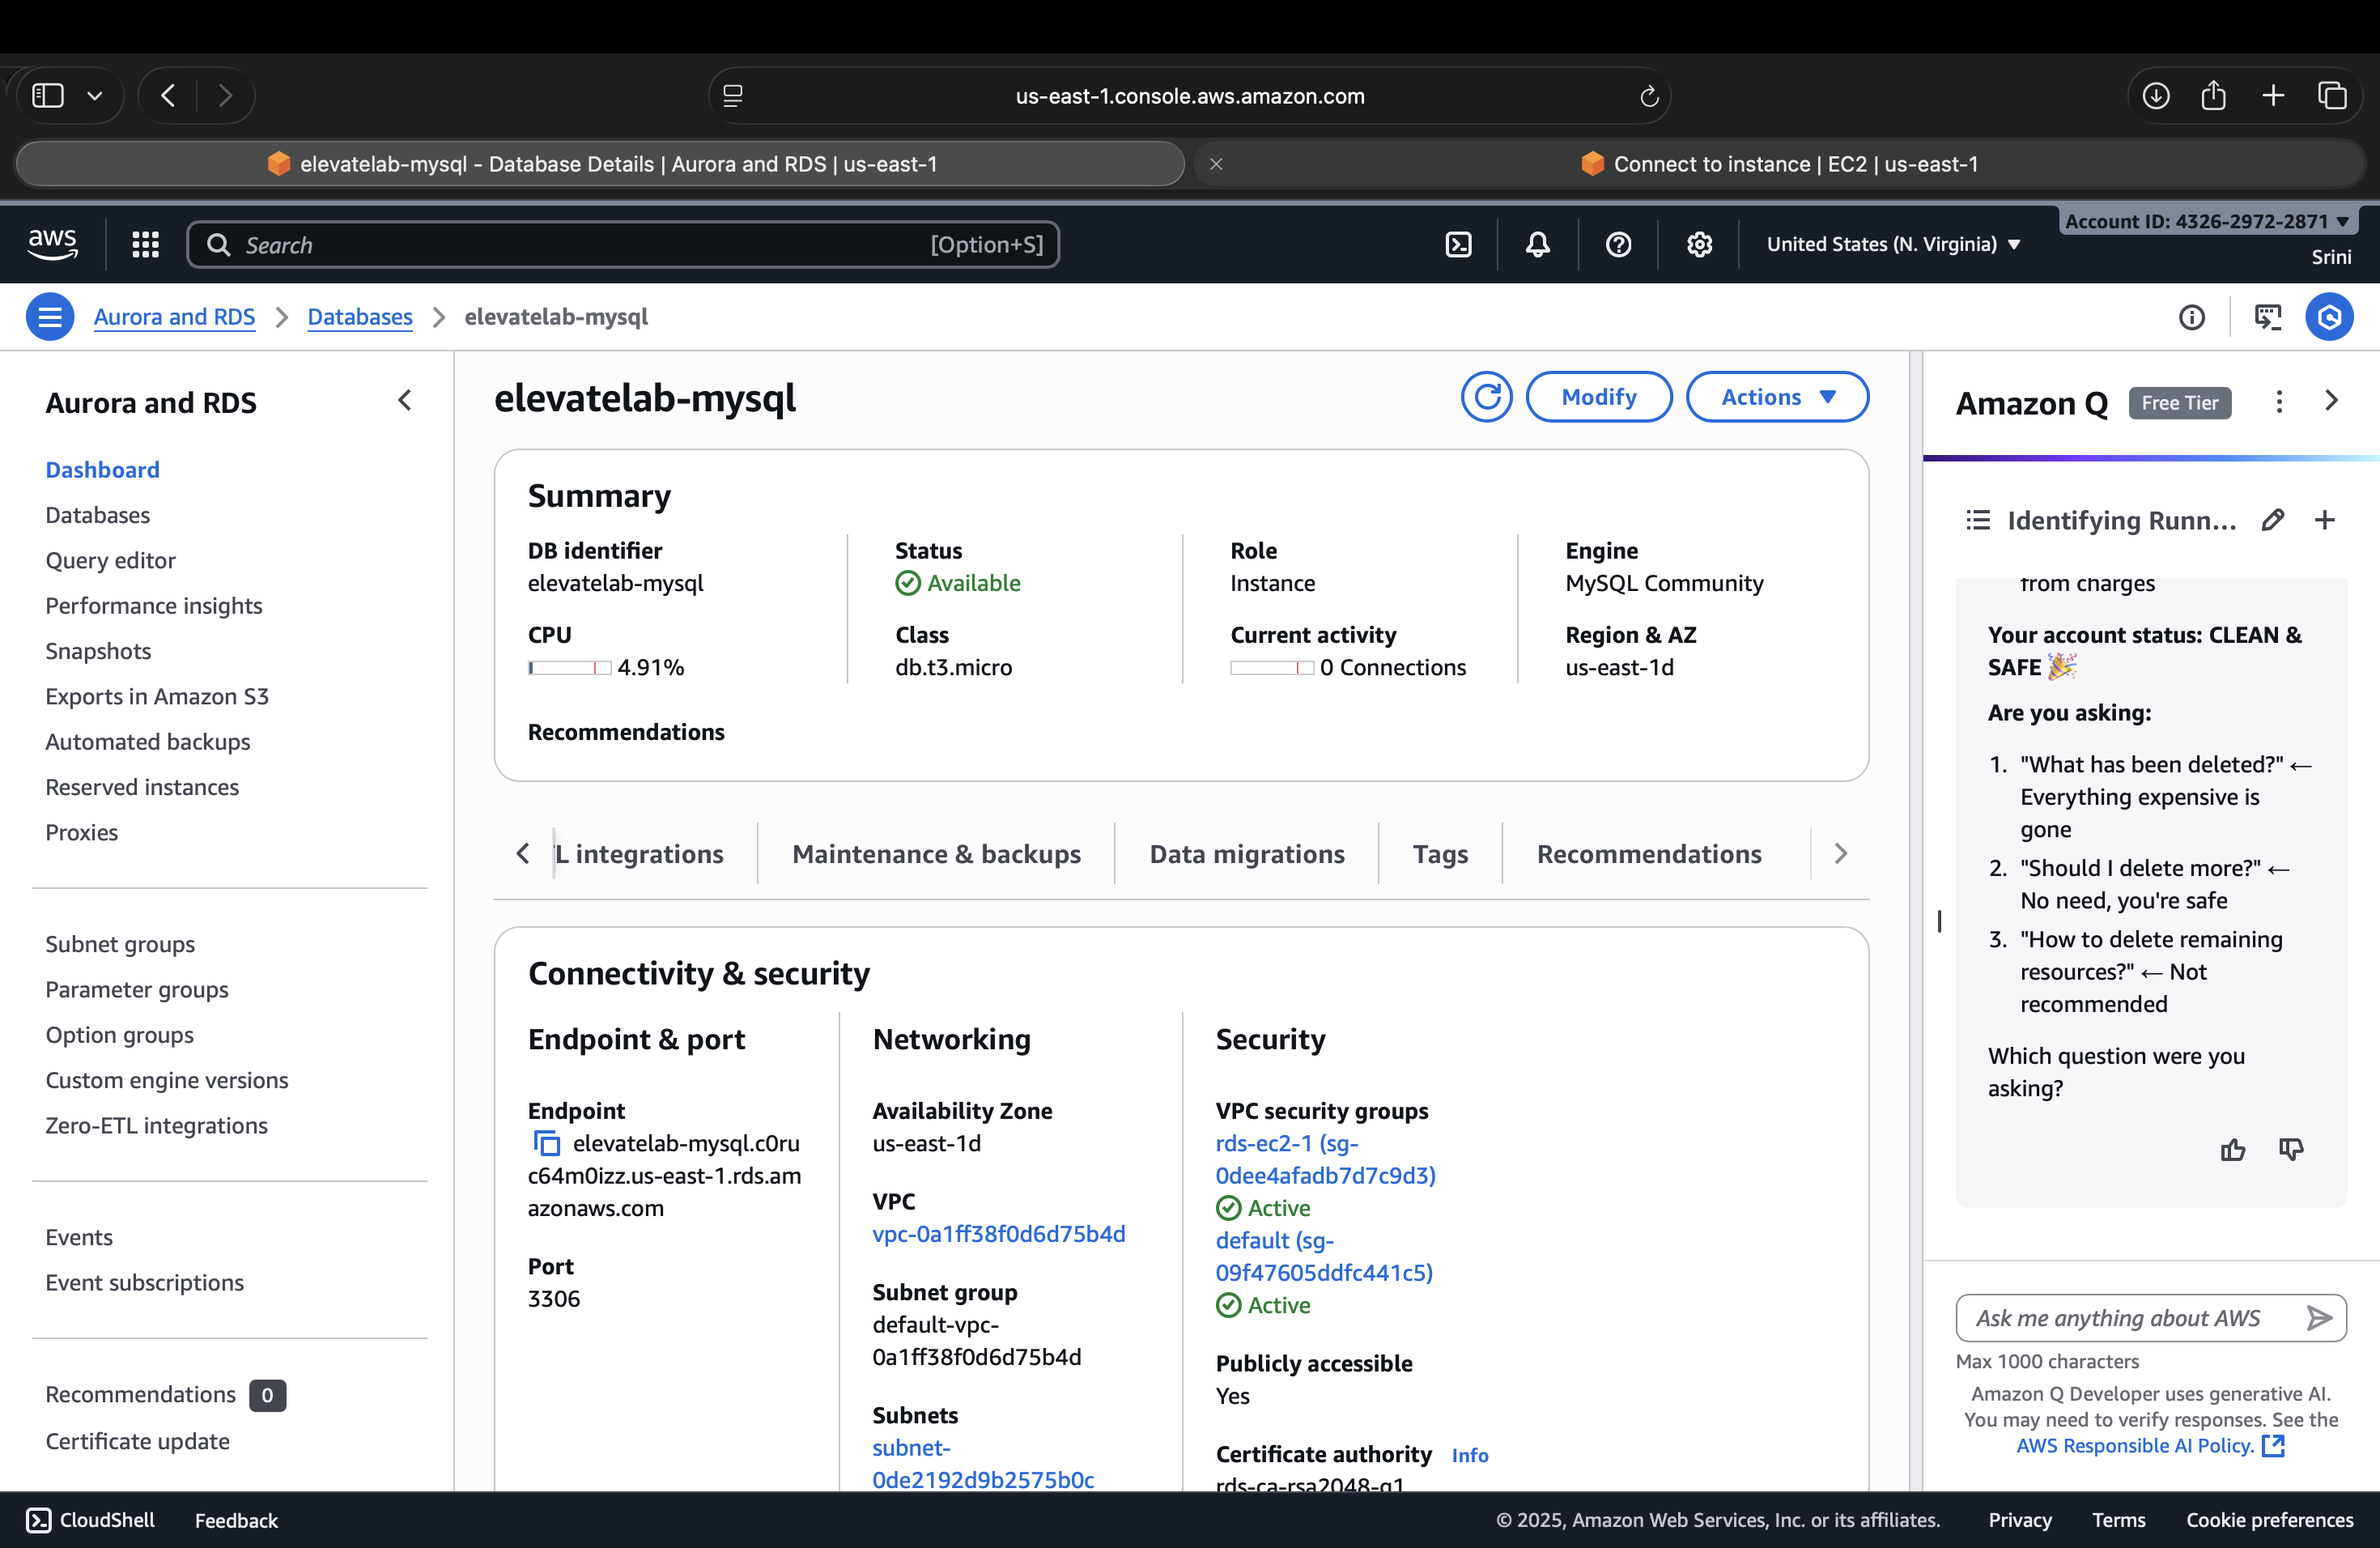 us-east-1.console.aws.amazon.com
elevatelab-mysql - Database Details | Aurora and RDS | us-east-1
Connect to instance | EC2 | us-east-1
aws
Search
[Option+S]
United States (N. Virginia)
Account ID: 4326-2972-2871
Srini
Aurora and RDS
Databases
elevatelab-mysql
Aurora and RDS
Dashboard
Databases
Query editor
Performance insights
Snapshots
Exports in Amazon S3
Automated backups
Reserved instances
Proxies
Subnet groups
Parameter groups
Option groups
Custom engine versions
Zero-ETL integrations
Events
Event subscriptions
Recommendations 0
Certificate update
elevatelab-mysql
Modify
Actions
Summary
DB identifier
elevatelab-mysql
Status
Available
Role
Instance
Engine
MySQL Community
CPU
4.91%
Class
db.t3.micro
Current activity
0 Connections
Region & AZ
us-east-1d
Recommendations
L integrations
Maintenance & backups
Data migrations
Tags
Recommendations
Connectivity & security
Endpoint & port
Endpoint
elevatelab-mysql.c0ru
c64m0izz.us-east-1.rds.am
azonaws.com
Port
3306
Networking
Availability Zone
us-east-1d
VPC
vpc-0a1ff38f0d6d75b4d
Subnet group
default-vpc-
0a1ff38f0d6d75b4d
Subnets
subnet-
0de2192d9b2575b0c
Security
VPC security groups
rds-ec2-1 (sg-
0dee4afadb7d7c9d3)
Active
default (sg-
09f47605ddfc441c5)
Active
Publicly accessible
Yes
Certificate authority Info
rds-ca-rsa2048-g1
Amazon Q Free Tier
Identifying Runn...
from charges
Your account status: CLEAN &
SAFE 🎉
Are you asking:
1. "What has been deleted?" ←
Everything expensive is
gone
2. "Should I delete more?" ←
No need, you're safe
3. "How to delete remaining
resources?" ← Not
recommended
Which question were you
asking?
Ask me anything about AWS
Max 1000 characters
Amazon Q Developer uses generative AI.
You may need to verify responses. See the
AWS Responsible AI Policy.
CloudShell
Feedback
© 2025, Amazon Web Services, Inc. or its affiliates.
Privacy
Terms
Cookie preferences